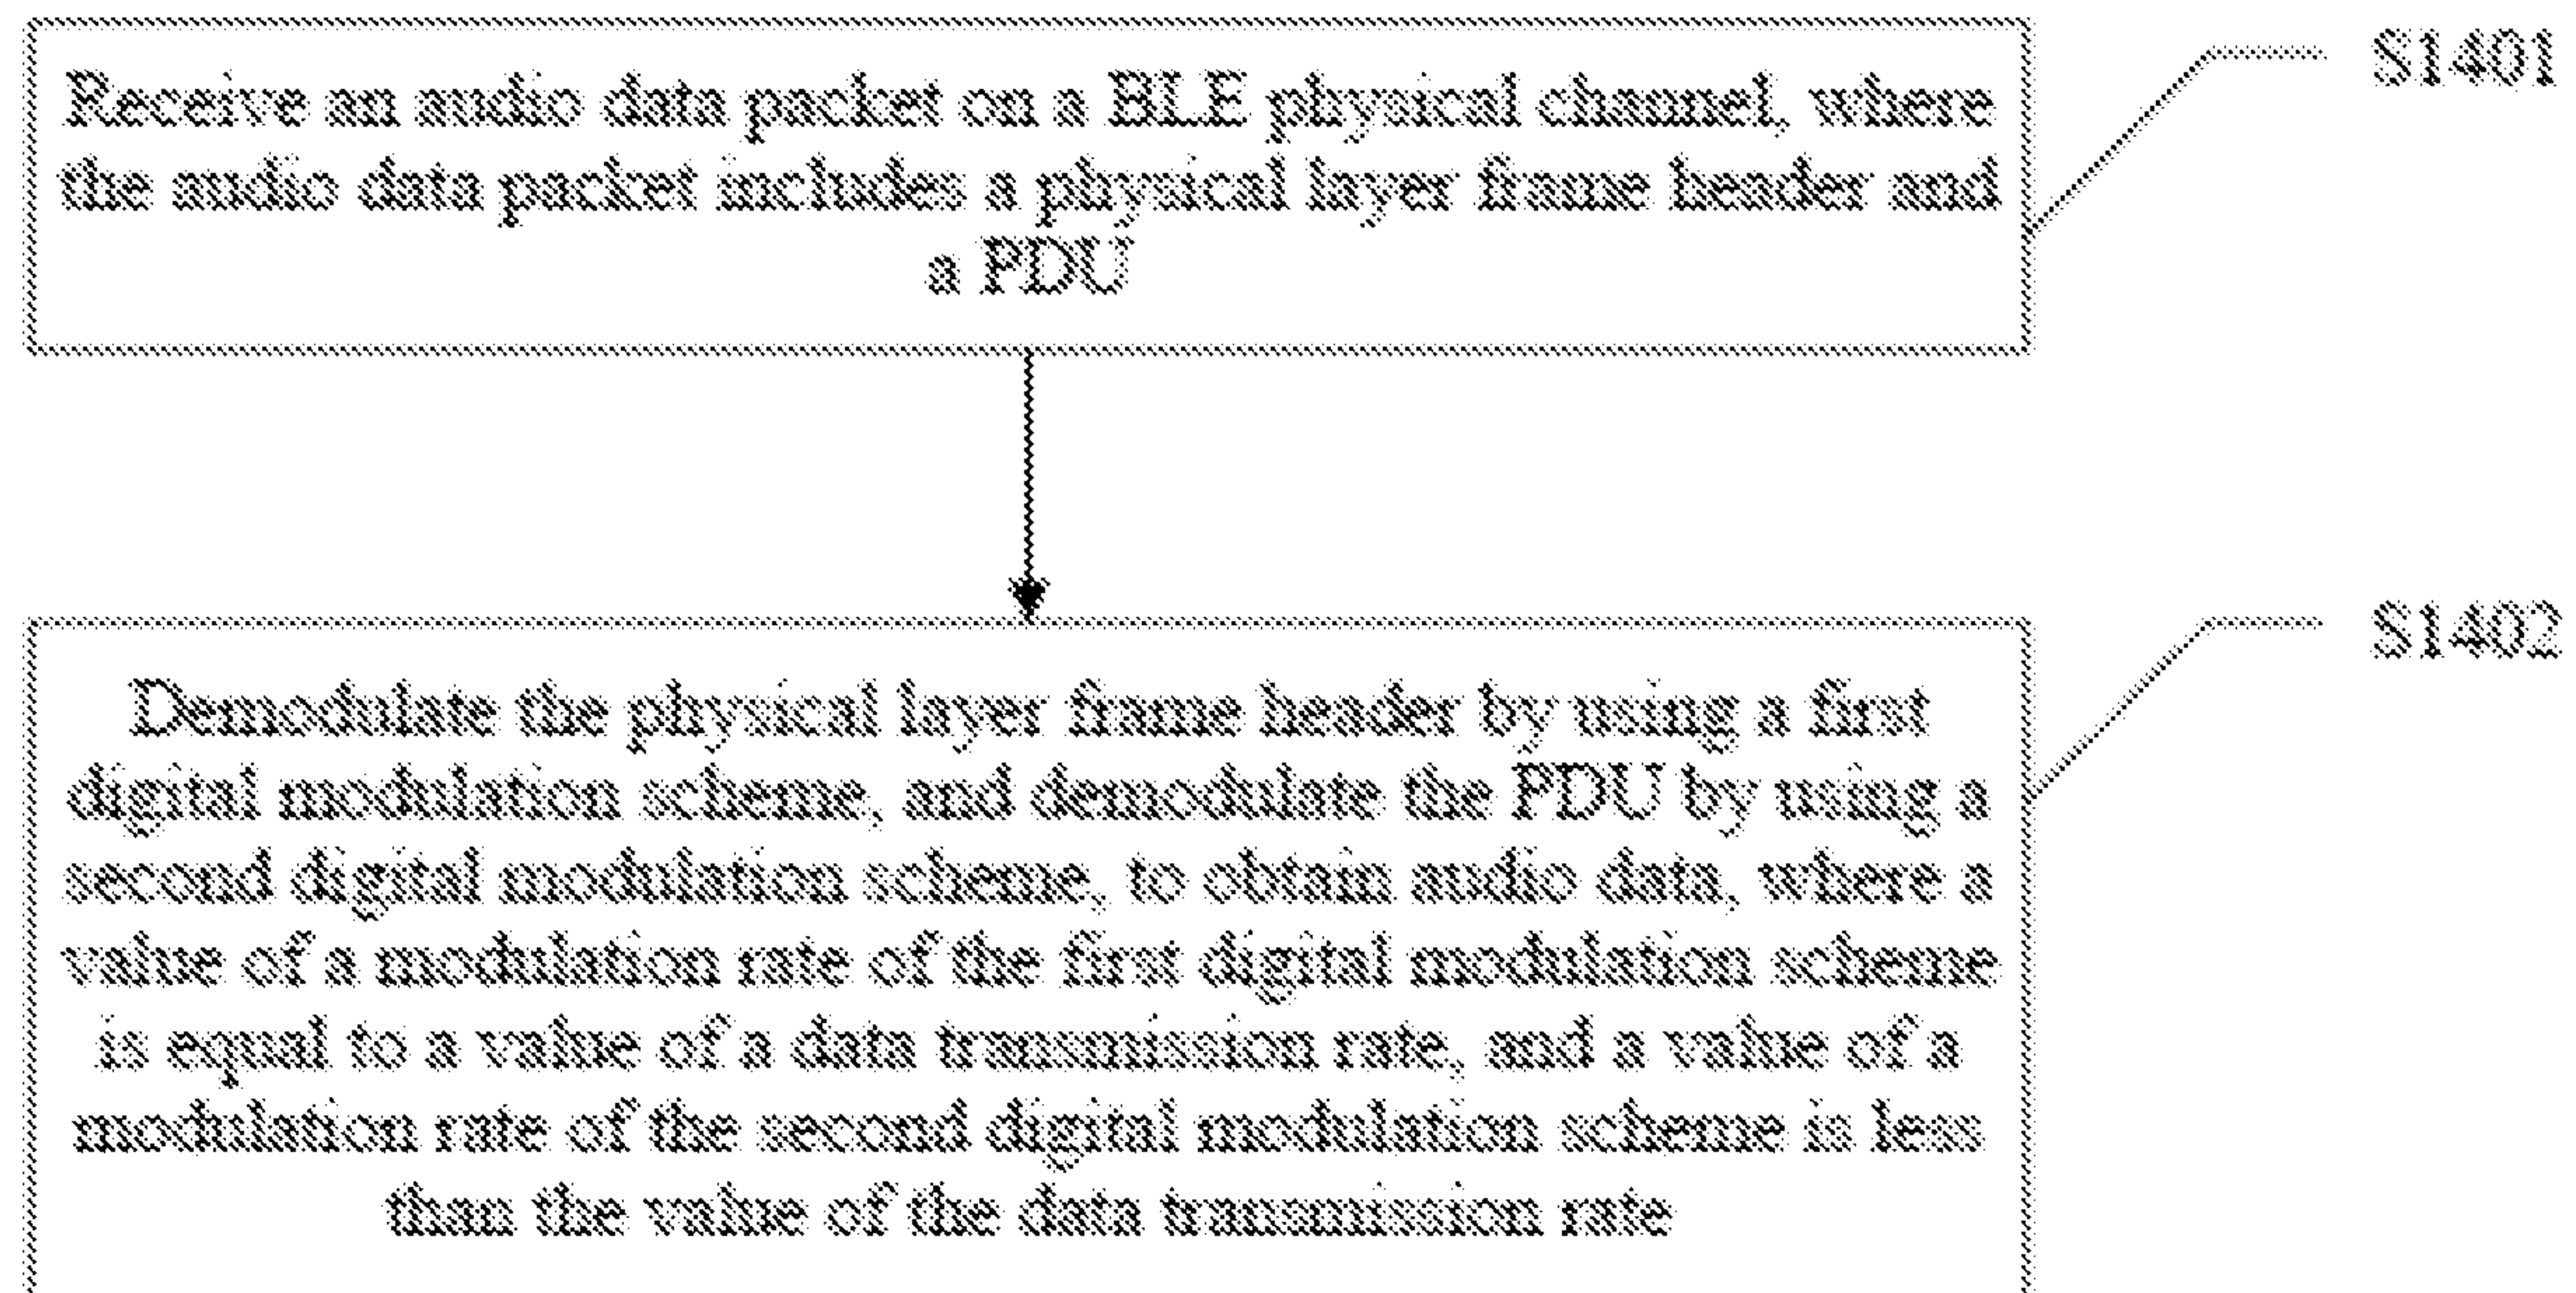 Receive an audio data packet on a BLE physical channel, where
the audio data packet includes a physical layer frame header and
a PDU
S1401
Demodulate the physical layer frame header by using a first
digital modulation scheme, and demodulate the PDU by using a
second digital modulation scheme, to obtain audio data, where a
value of a modulation rate of the first digital modulation scheme
is equal to a value of a data transmission rate, and a value of a
modulation rate of the second digital modulation scheme is less
than the value of the data transmission rate
S1402